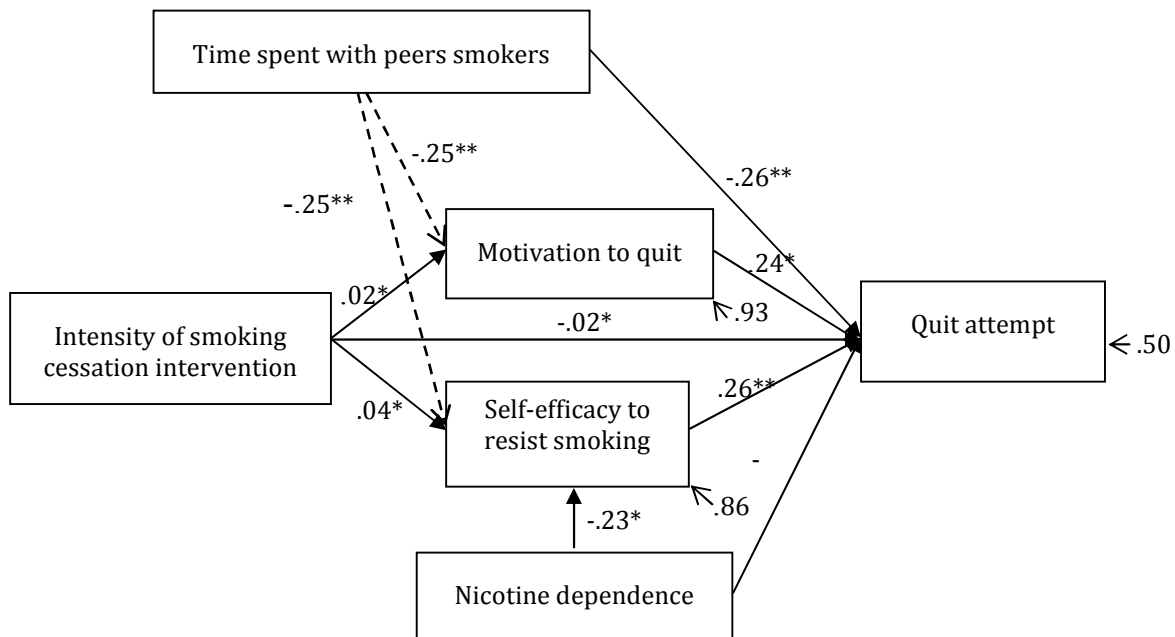 Time spent with peers smokers
-.25**
-.25**
-.26**
Motivation to quit
.24*
.02*
.93
Intensity of smoking
cessation intervention
-.02*
Quit attempt
.50
.04*
Self-efficacy to
resist smoking
.26**
-
.86
-.23*
Nicotine dependence